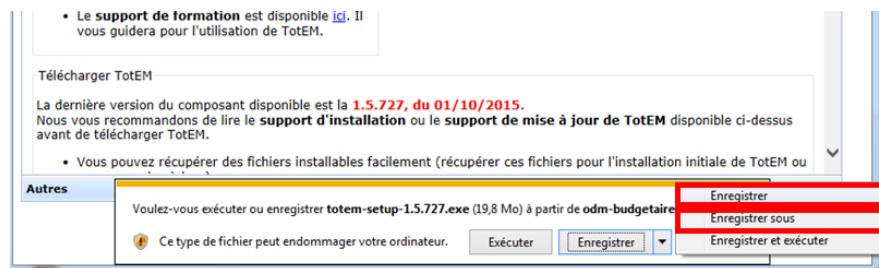 • Le support de formation est disponible ici. Il
vous guidera pour l'utilisation de TotEM.
Télécharger TotEM
La dernière version du composant disponible est la 1.5.727, du 01/10/2015.
Nous vous recommandons de lire le support d'installation ou le support de mise à jour de TotEM disponible ci-dessus
avant de télécharger TotEM.
• Vous pouvez récupérer des fichiers installables facilement (récupérer ces fichiers pour l'installation initiale de TotEM ou
Autres
Voulez-vous exécuter ou enregistrer totem-setup-1.5.727.exe (19,8 Mo) à partir de odm-budgetaire
Ce type de fichier peut endommager votre ordinateur.
Exécuter
Enregistrer
Enregistrer
Enregistrer sous
Enregistrer et exécuter